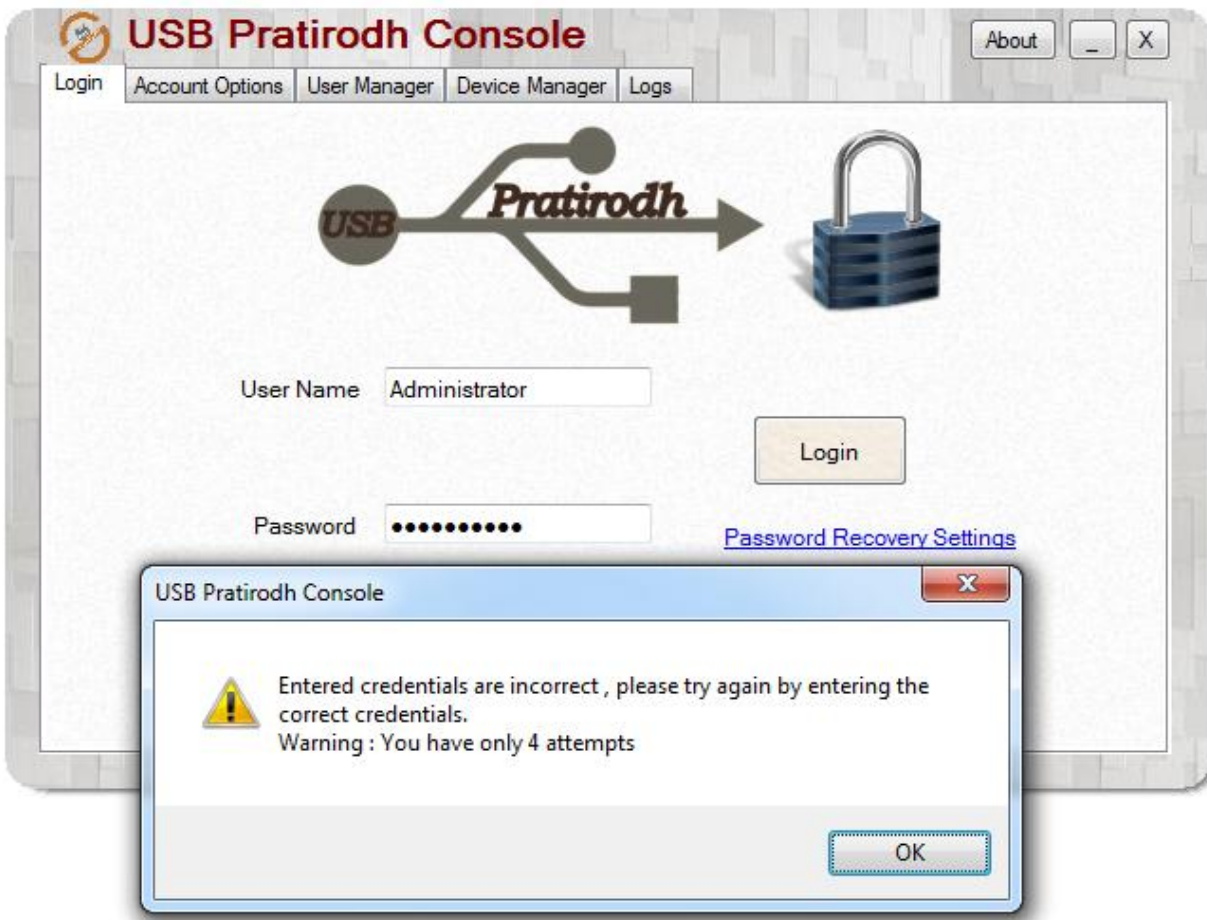 USB Pratirodh Console
About _ X
Login Account Options User Manager Device Manager Logs
USB Pratirodh
User Name Administrator
Login
Password ●●●●●●●●●●
Password Recovery Settings
USB Pratirodh Console
X
Entered credentials are incorrect , please try again by entering the
correct credentials.
Warning : You have only 4 attempts
OK